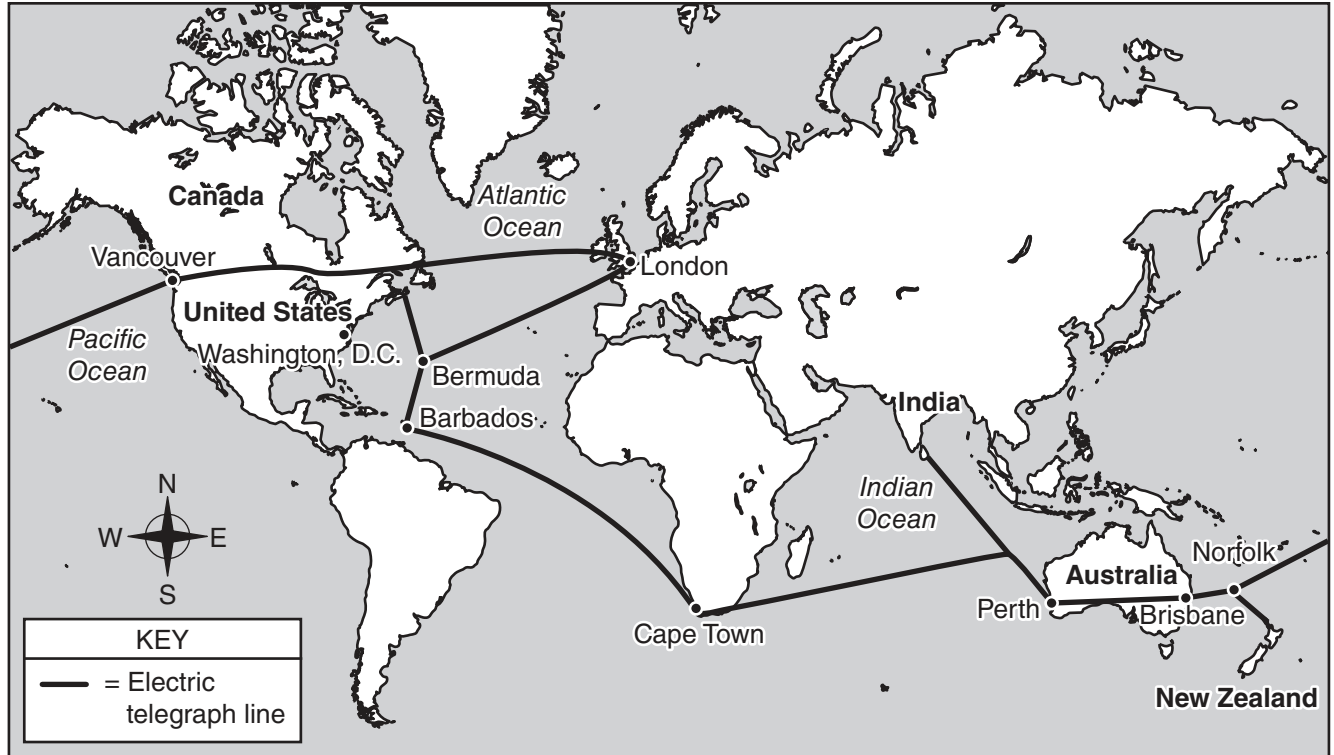 Canada
Atlantic
Ocean
Vancouver
London
United States
Pacific
Ocean
Washington, D.C.
Bermuda
Barbados
India
Indian
Ocean
N
W
E
S
Norfolk
Australia
Perth
Brisbane
Cape Town
New Zealand
KEY
= Electric
telegraph line